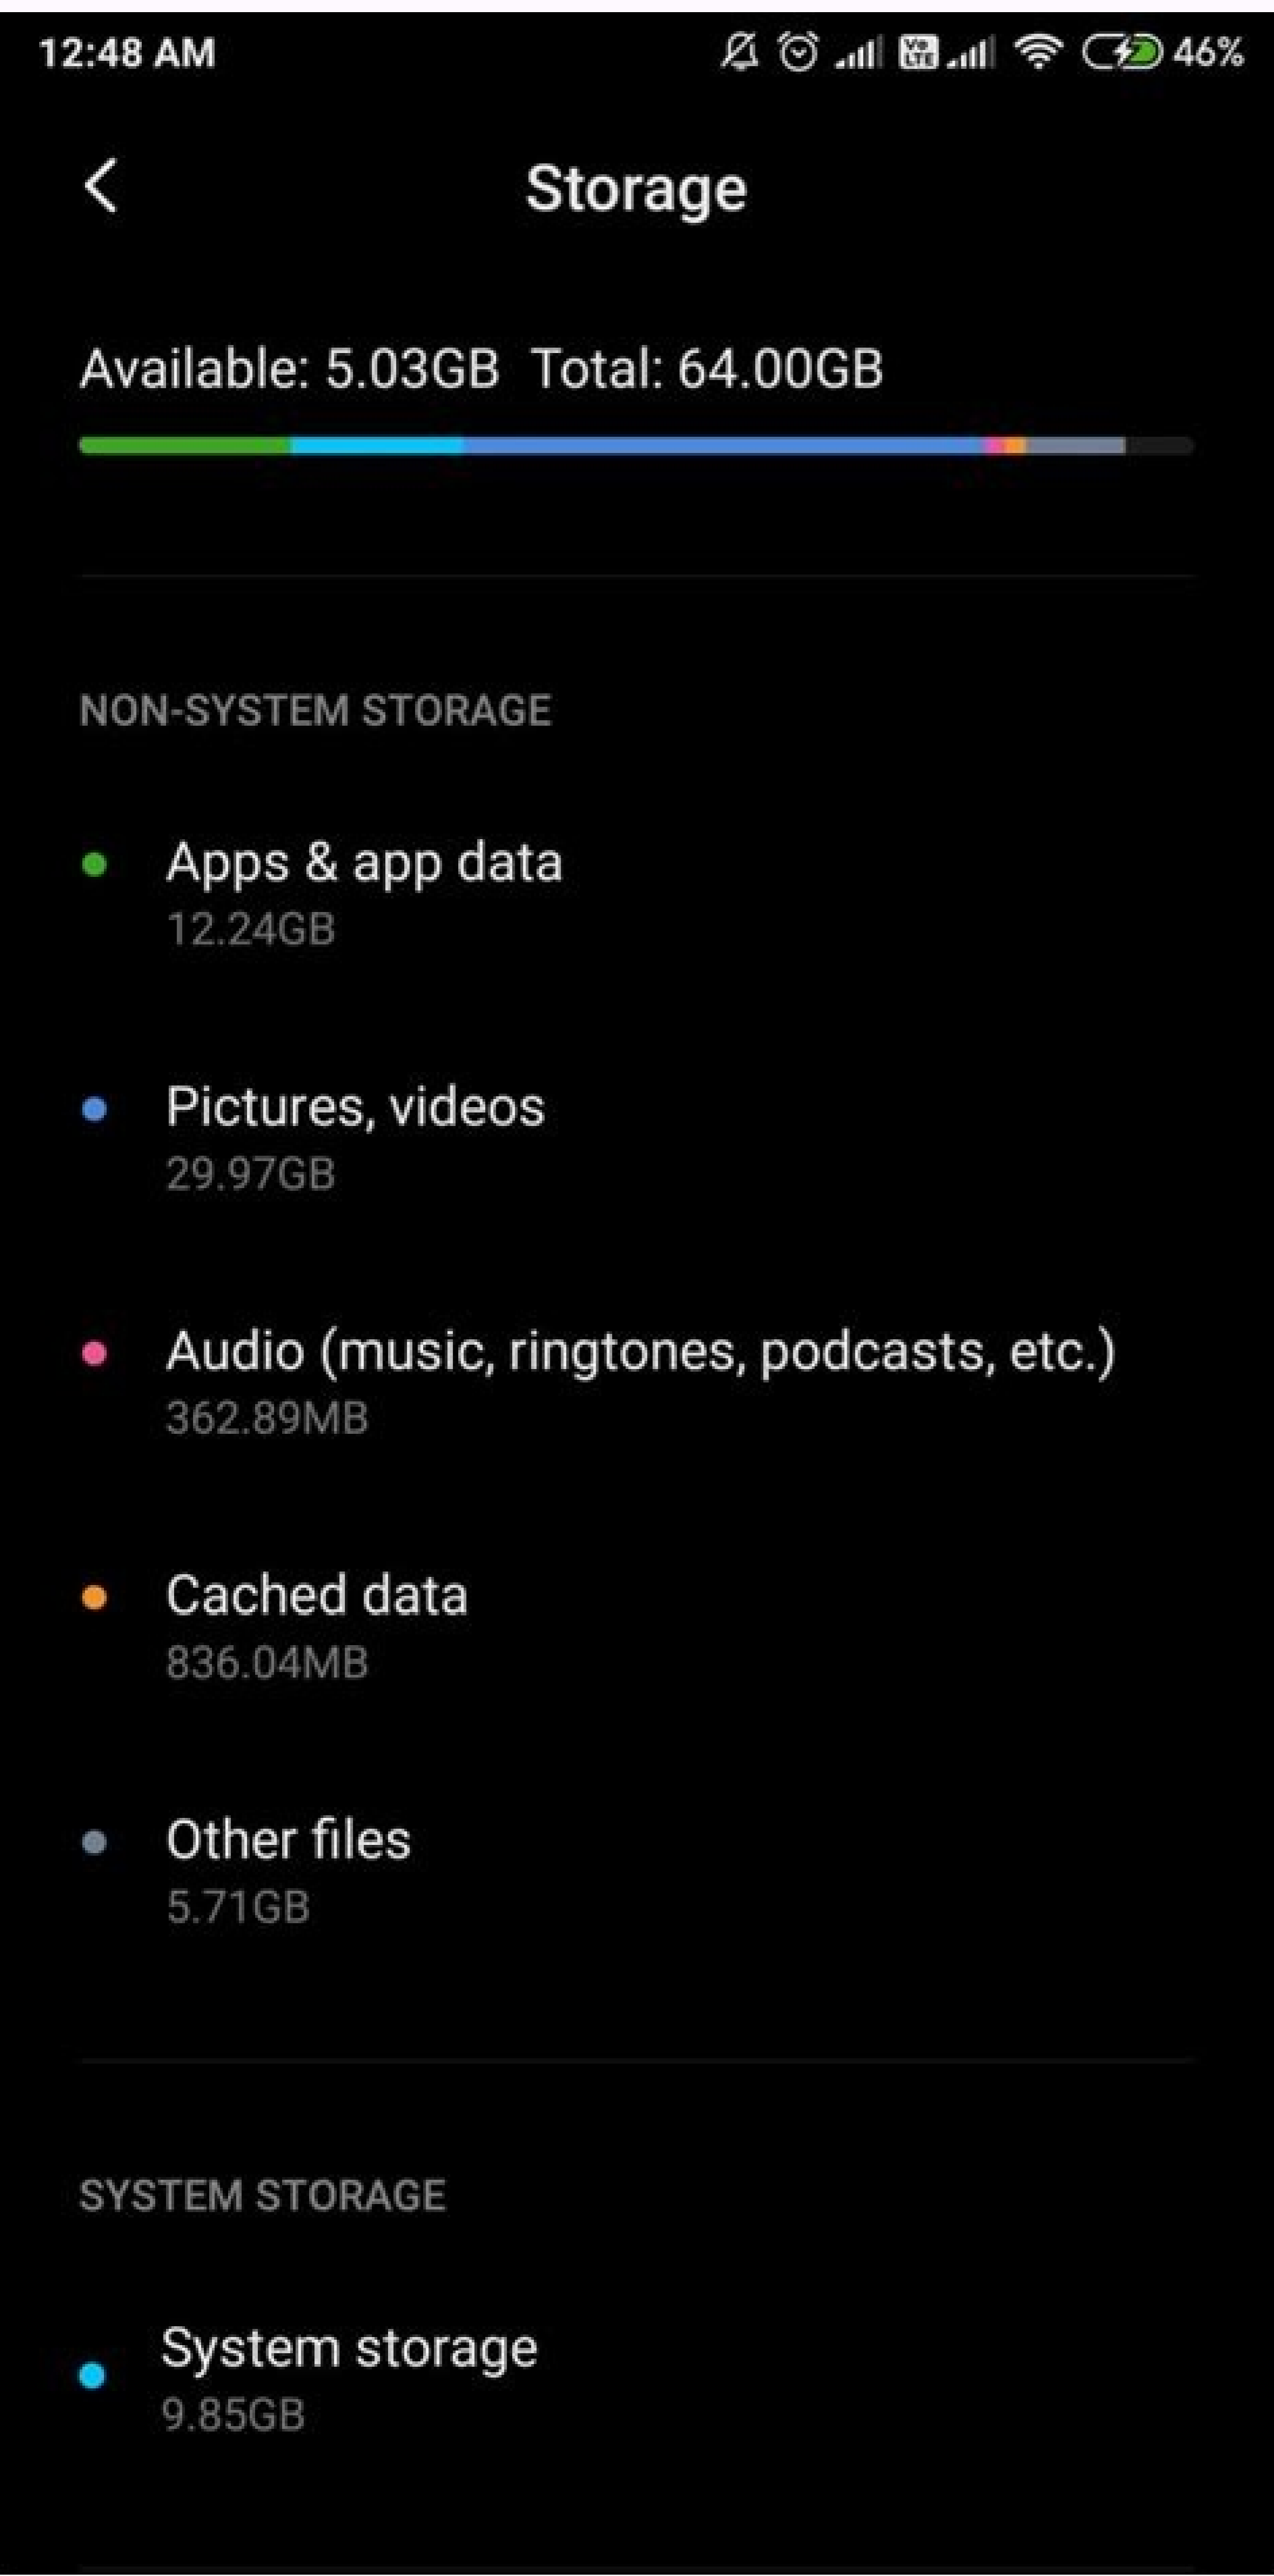 12:48 AM Vo LTE 46%
Storage
Available: 5.03GB Total: 64.00GB
NON-SYSTEM STORAGE
Apps & app data
12.24GB
Pictures, videos
29.97GB
Audio (music, ringtones, podcasts, etc.)
362.89MB
Cached data
836.04MB
Other files
5.71GB
SYSTEM STORAGE
System storage
9.85GB